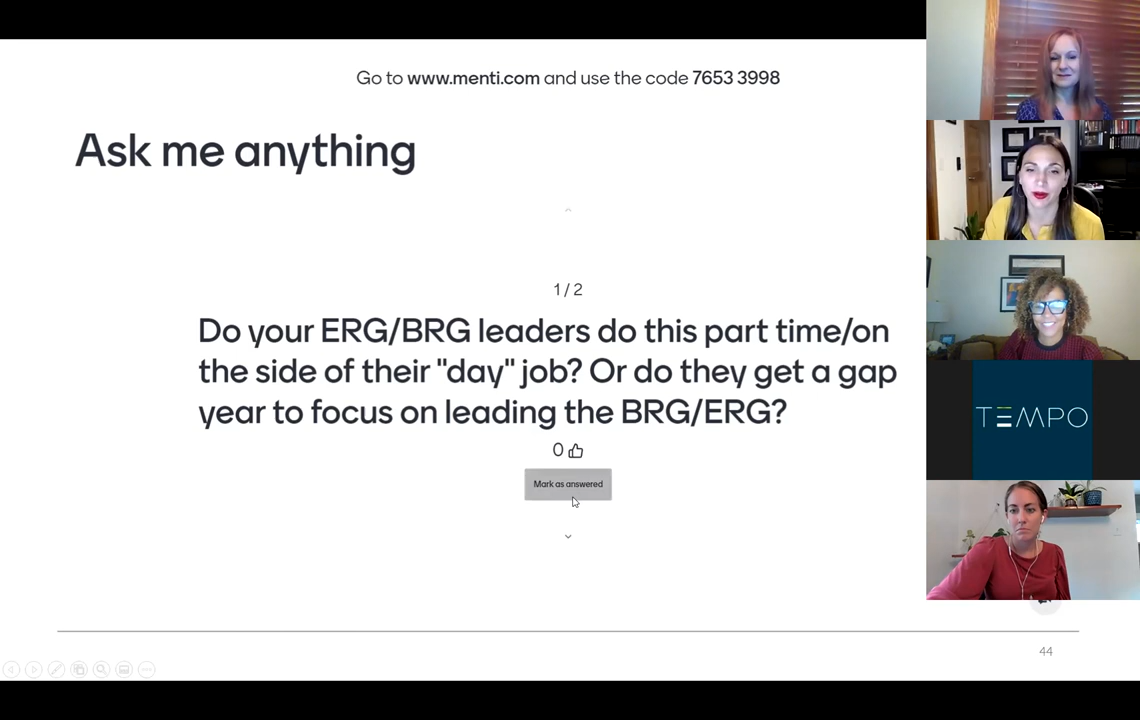 Go to www.menti.com and use the code 7653 3998
Ask me anything
1 / 2
Do your ERG/BRG leaders do this part time/on
the side of their "day" job? Or do they get a gap
year to focus on leading the BRG/ERG?
0
Mark as answered
TEMPO
44